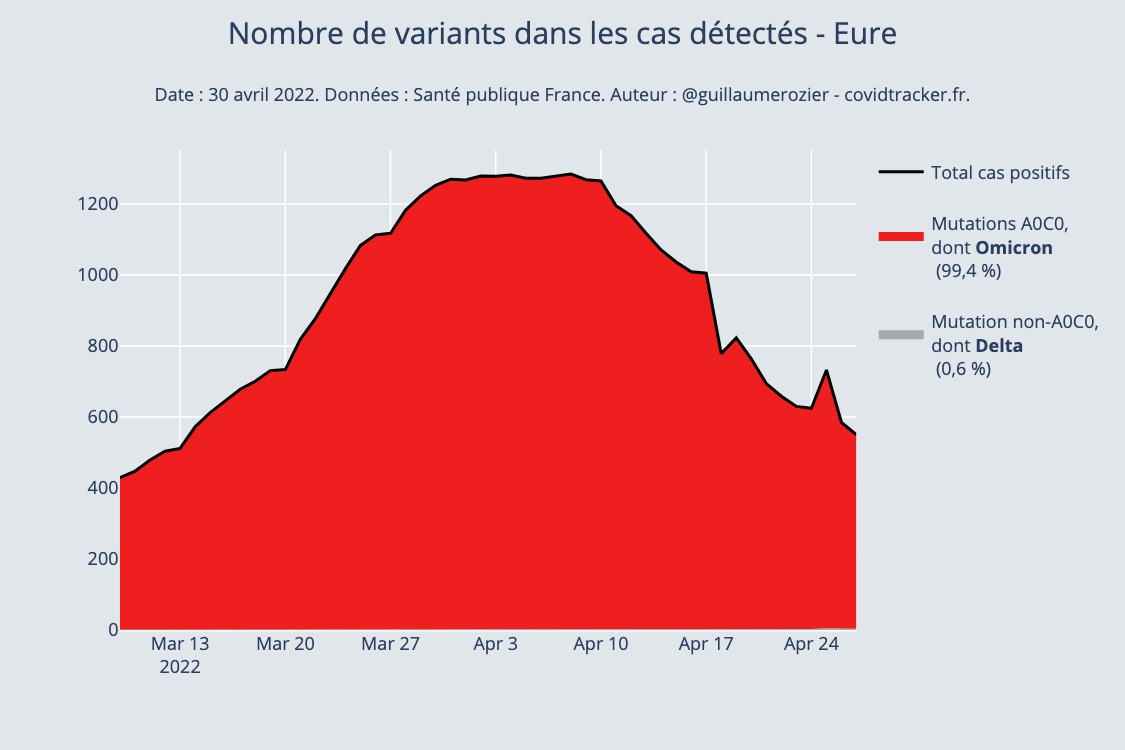 Nombre de variants dans les cas détectés - Eure
Date : 30 avril 2022. Données : Santé publique France. Auteur : @guillaumerozier - covidtracker.fr.
Total cas positifs
Mutations A0C0,
dont Omicron
(99,4 %)
Mutation non-A0C0,
dont Delta
(0,6 %)
1200
1000
800
600
400
200
0
Mar 13 Mar 20 Mar 27 Apr 3 Apr 10 Apr 17 Apr 24
2022